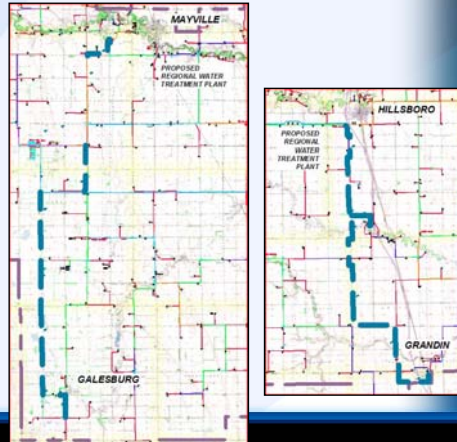 MAYVILLE
PROPOSED
REGIONAL WATER
TREATMENT PLANT
GALESBURG
HILLSBORO
PROPOSED
REGIONAL
WATER
TREATMENT
PLANT
GRANDIN